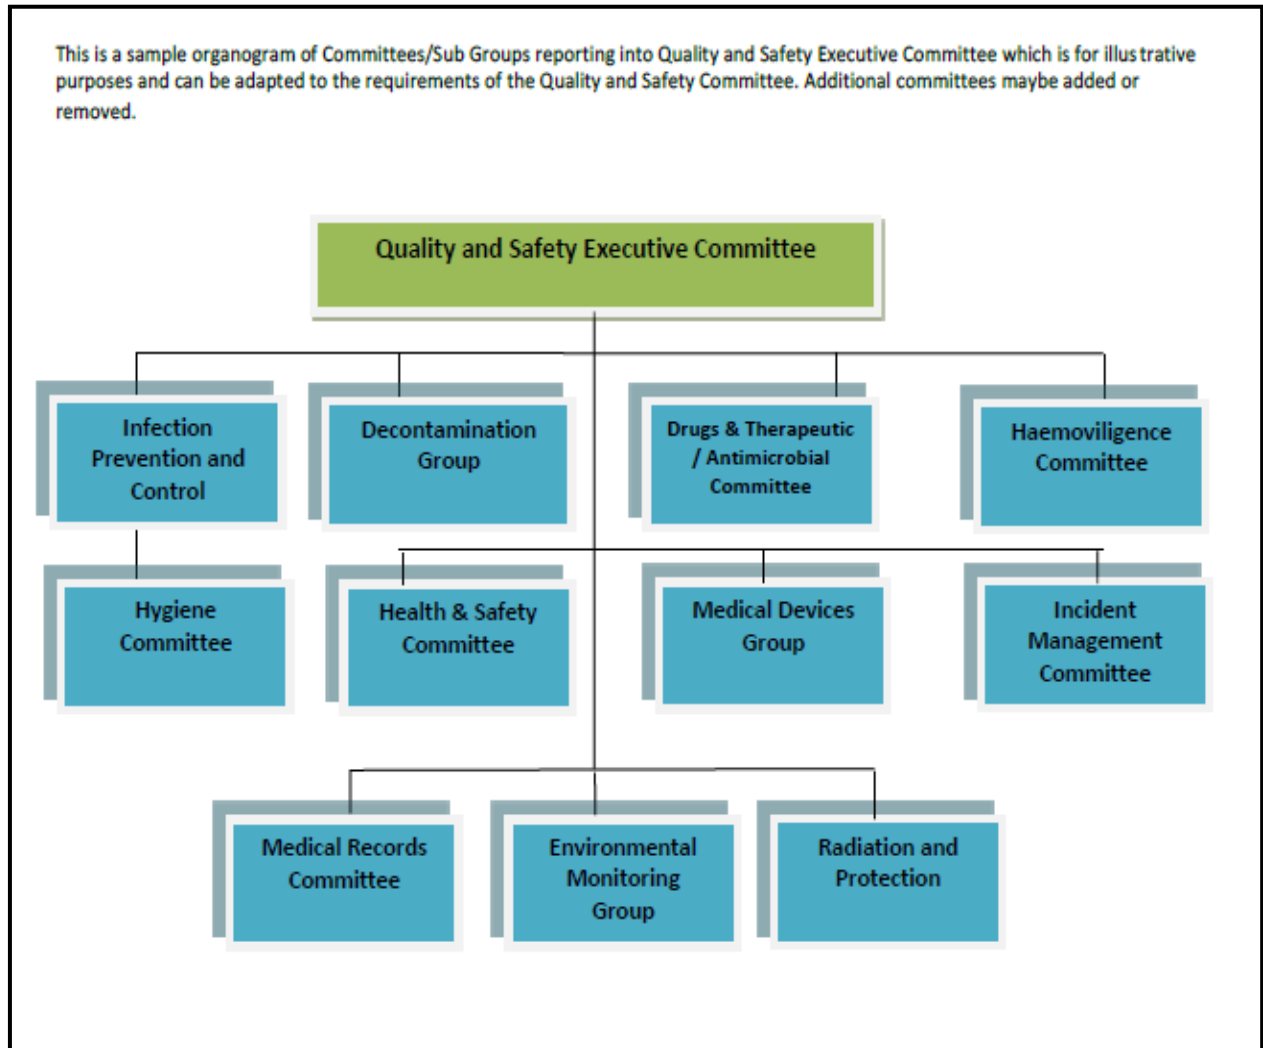 This is a sample organogram of Committees/Sub Groups reporting into Quality and Safety Executive Committee which is for illus trative
purposes and can be adapted to the requirements of the Quality and Safety Committee. Additional committees maybe added or
removed.
Quality and Safety Executive Committee
Infection
Prevention and
Control
Decontamination
Group
Drugs & Therapeutic
/ Antimicrobial
Committee
Haemoviligence
Committee
Hygiene
Committee
Health & Safety
Committee
Medical Devices
Group
Incident
Management
Committee
Medical Records
Committee
Environmental
Monitoring
Group
Radiation and
Protection